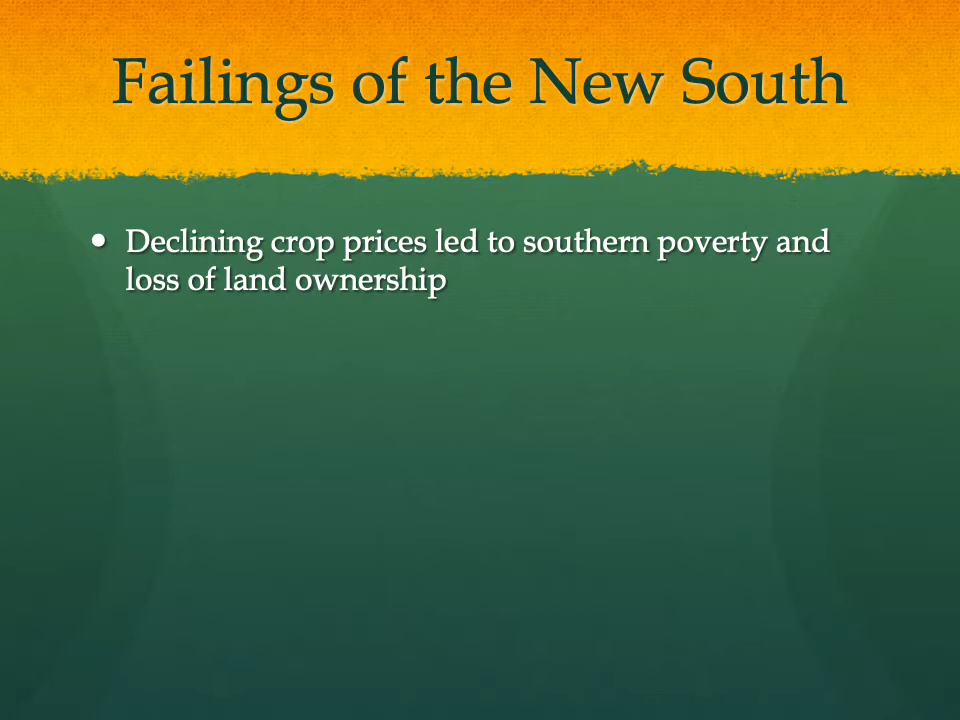 Failings of the New South
• Declining crop prices led to southern poverty and
loss of land ownership